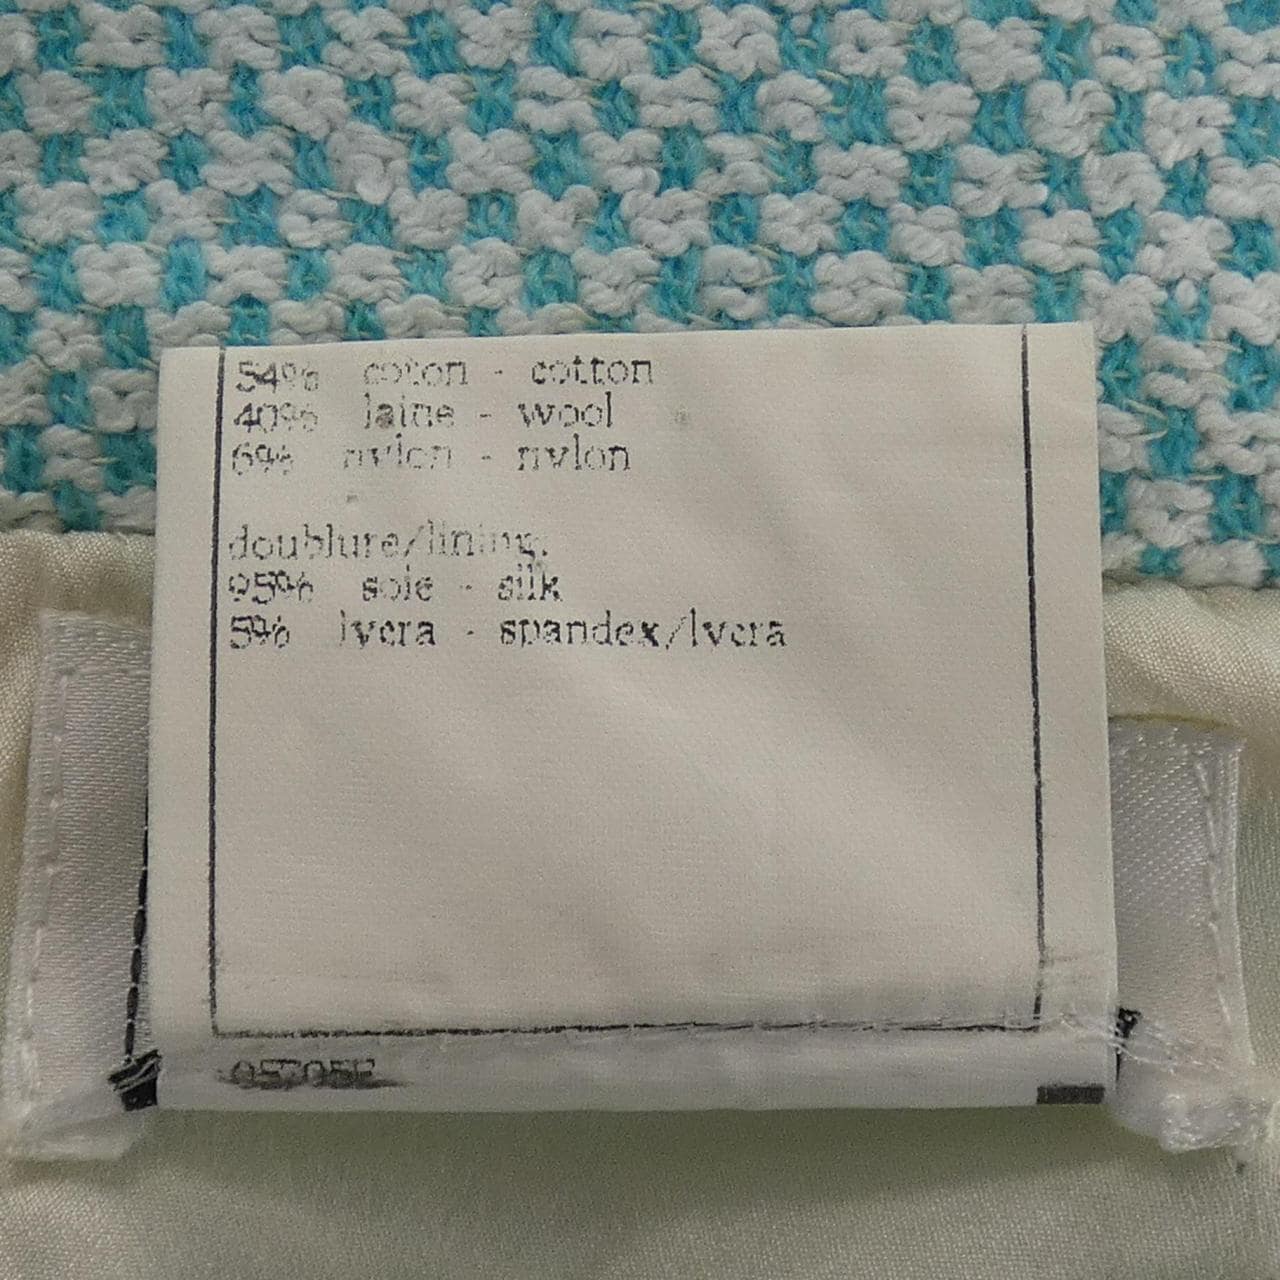 54% coton - cotton
40% laine - wool
6% nylon - nylon
doublure/lining:
95% soie - silk
5% lycra - spandex/lycra